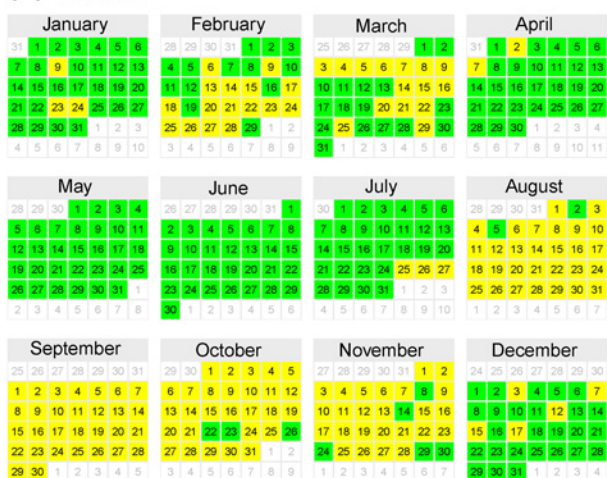 January February March April
31 1 2 3 4 5 6 28 29 30 31 1 2 3 25 26 27 28 29 1 2 31 1 2 3 4 5 6
7 8 9 10 11 12 13 4 5 6 7 8 9 10 3 4 5 6 7 8 9 7 8 9 10 11 12 13
14 15 16 17 18 19 20 11 12 13 14 15 16 17 10 11 12 13 14 15 16 14 15 16 17 18 19 20
21 22 23 24 25 26 27 18 19 20 21 22 23 24 17 18 19 20 21 22 23 21 22 23 24 25 26 27
28 29 30 31 1 2 3 25 26 27 28 29 1 2 24 25 26 27 28 29 30 28 29 30 1 2 3 4
4 5 6 7 8 9 10 3 4 5 6 7 8 9 31 1 2 3 4 5 6 5 6 7 8 9 10 11
May June July August
28 29 30 1 2 3 4 26 27 28 29 30 31 1 30 1 2 3 4 5 6 28 29 30 31 1 2 3
5 6 7 8 9 10 11 2 3 4 5 6 7 8 7 8 9 10 11 12 13 4 5 6 7 8 9 10
12 13 14 15 16 17 18 9 10 11 12 13 14 15 14 15 16 17 18 19 20 11 12 13 14 15 16 17
19 20 21 22 23 24 25 16 17 18 19 20 21 22 21 22 23 24 25 26 27 18 19 20 21 22 23 24
26 27 28 29 30 31 1 23 24 25 26 27 28 29 28 29 30 31 1 2 3 25 26 27 28 29 30 31
2 3 4 5 6 7 8 30 1 2 3 4 5 6 4 5 6 7 8 9 10 1 2 3 4 5 6 7
September October November December
25 26 27 28 29 30 31 29 30 1 2 3 4 5 27 28 29 30 31 1 2 24 25 26 27 28 29 30
1 2 3 4 5 6 7 6 7 8 9 10 11 12 3 4 5 6 7 8 9 1 2 3 4 5 6 7
8 9 10 11 12 13 14 13 14 15 16 17 18 19 10 11 12 13 14 15 16 8 9 10 11 12 13 14
15 16 17 18 19 20 21 20 21 22 23 24 25 26 17 18 19 20 21 22 23 15 16 17 18 19 20 21
22 23 24 25 26 27 28 27 28 29 30 31 1 2 24 25 26 27 28 29 30 22 23 24 25 26 27 28
29 30 1 2 3 4 5 3 4 5 6 7 8 9 1 2 3 4 5 6 7 29 30 31 1 2 3 4